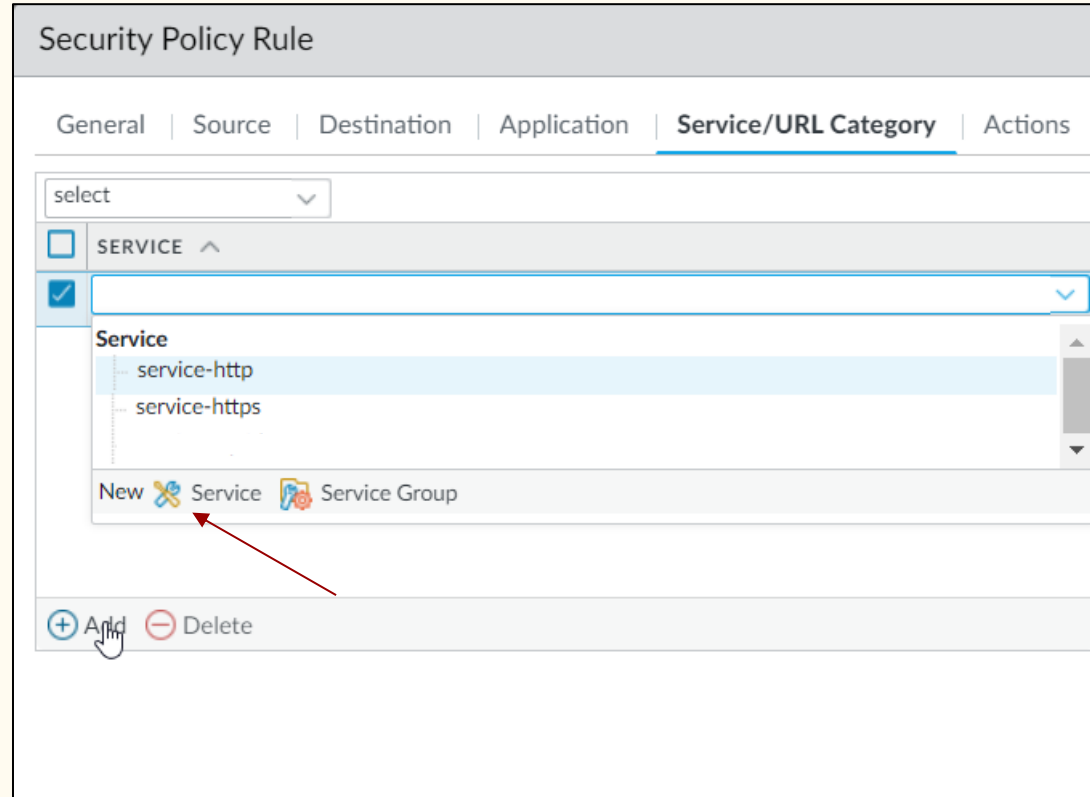 Security Policy Rule
General Source Destination Application Service/URL Category Actions
select
SERVICE
Service
service-http
service-https
New Service Service Group
Add Delete